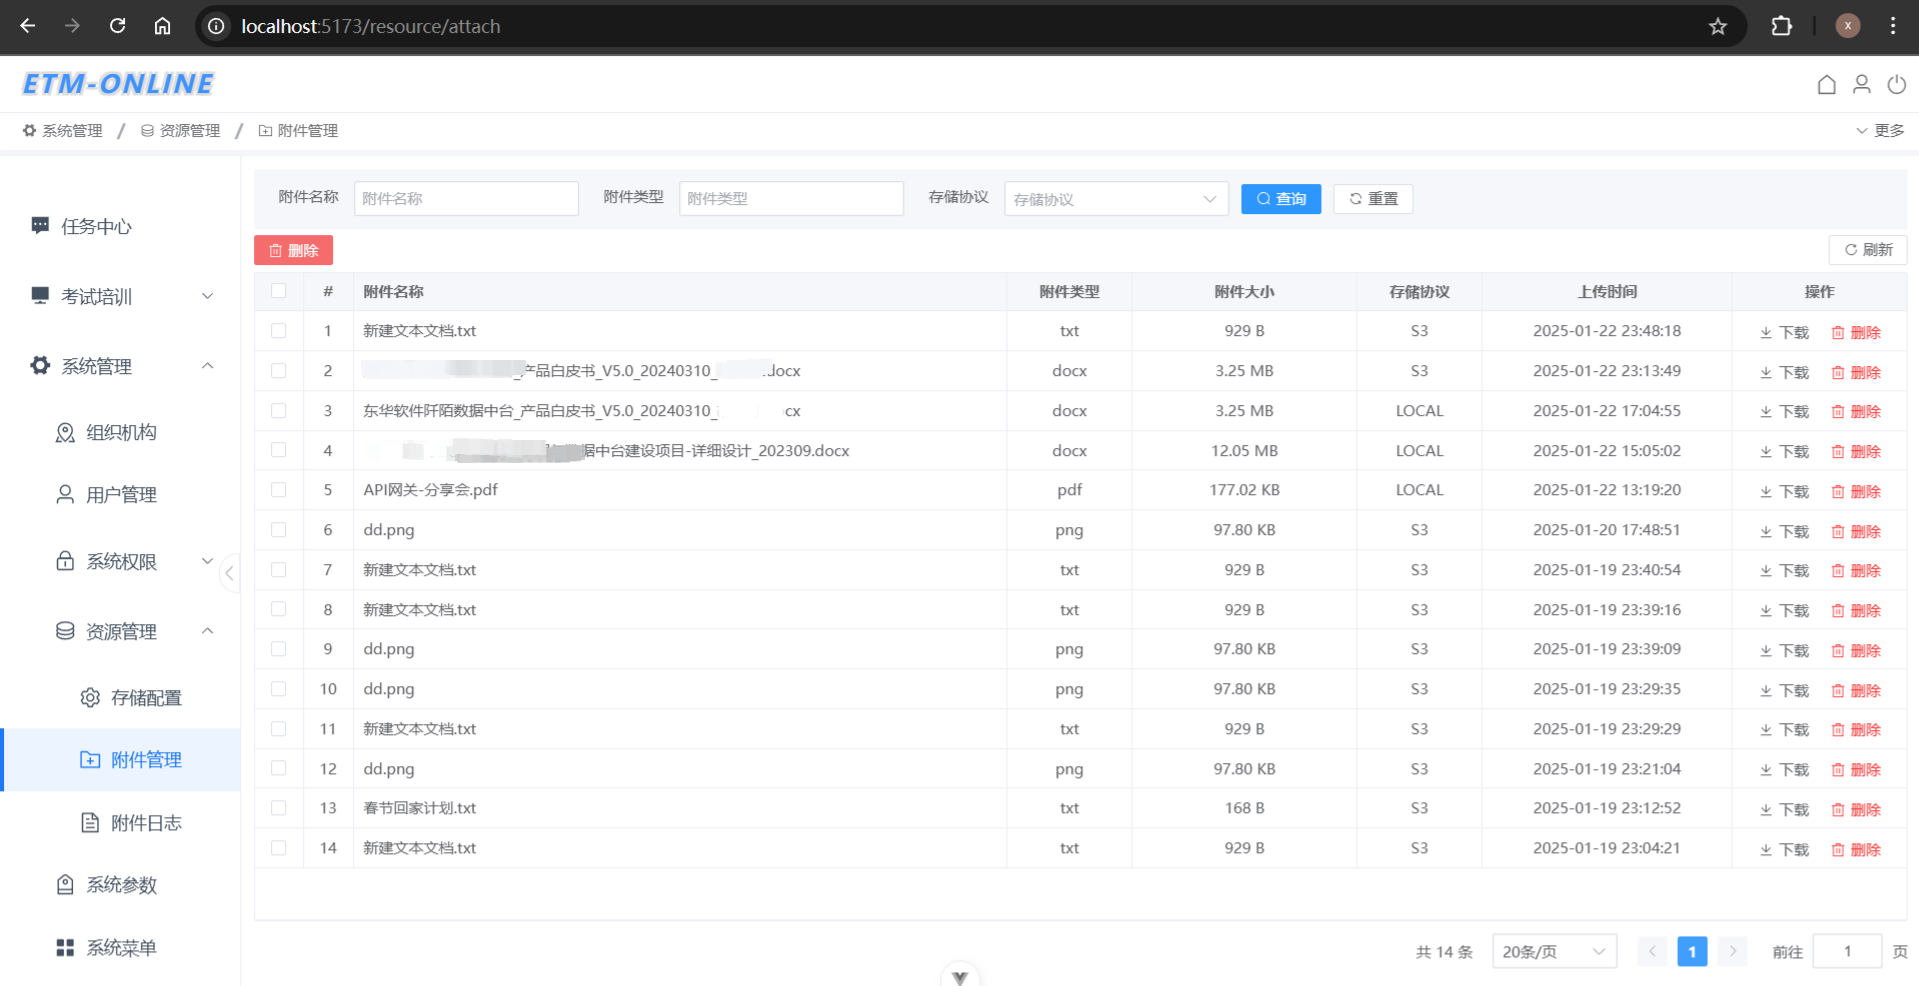 localhost:5173/resource/attach
X
ETM-ONLINE
系统管理 / 资源管理 / 附件管理 更多
任务中心
考试培训
系统管理
组织机构
用户管理
系统权限
资源管理
存储配置
附件管理
附件日志
系统参数
系统菜单
附件名称 附件名称 附件类型 附件类型 存储协议 存储协议 查询 重置
删除 刷新
# 附件名称 附件类型 附件大小 存储协议 上传时间 操作
1 新建文本文档.txt txt 929 B S3 2025-01-22 23:48:18 下载 删除
2 _产品白皮书_V5.0_20240310_ .docx docx 3.25 MB S3 2025-01-22 23:13:49 下载 删除
3 东华软件阡陌数据中台_产品白皮书_V5.0_20240310_ cx docx 3.25 MB LOCAL 2025-01-22 17:04:55 下载 删除
4 据中台建设项目-详细设计_202309.docx docx 12.05 MB LOCAL 2025-01-22 15:05:02 下载 删除
5 API网关-分享会.pdf pdf 177.02 KB LOCAL 2025-01-22 13:19:20 下载 删除
6 dd.png png 97.80 KB S3 2025-01-20 17:48:51 下载 删除
7 新建文本文档.txt txt 929 B S3 2025-01-19 23:40:54 下载 删除
8 新建文本文档.txt txt 929 B S3 2025-01-19 23:39:16 下载 删除
9 dd.png png 97.80 KB S3 2025-01-19 23:39:09 下载 删除
10 dd.png png 97.80 KB S3 2025-01-19 23:29:35 下载 删除
11 新建文本文档.txt txt 929 B S3 2025-01-19 23:29:29 下载 删除
12 dd.png png 97.80 KB S3 2025-01-19 23:21:04 下载 删除
13 春节回家计划.txt txt 168 B S3 2025-01-19 23:12:52 下载 删除
14 新建文本文档.txt txt 929 B S3 2025-01-19 23:04:21 下载 删除
共 14 条 20条/页 1 前往 1 页